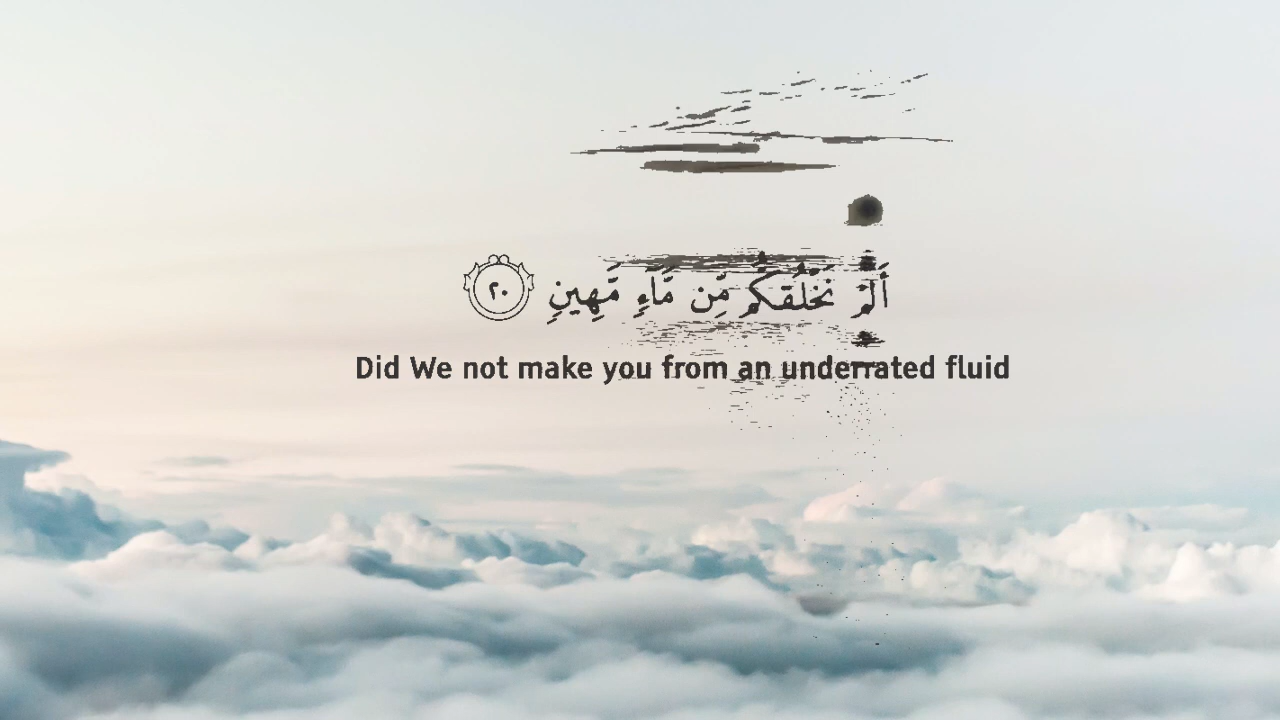 أَلَمْ نَخْلُقكُّم مِّن مَّآءٍ مَّهِينٍ ٢٠
Did We not make you from an underrated fluid